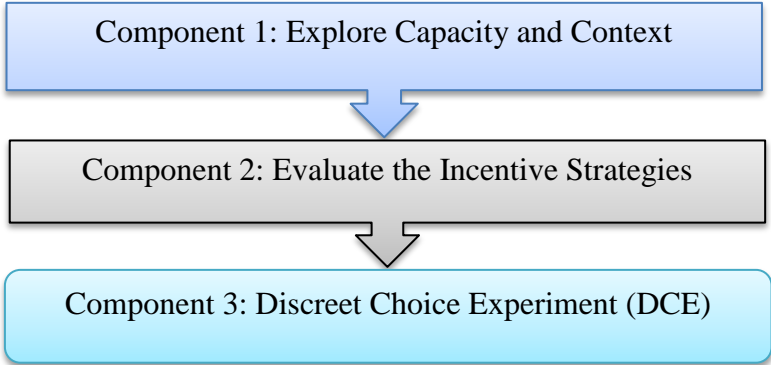 Component 1: Explore Capacity and Context
Component 2: Evaluate the Incentive Strategies
Component 3: Discreet Choice Experiment (DCE)